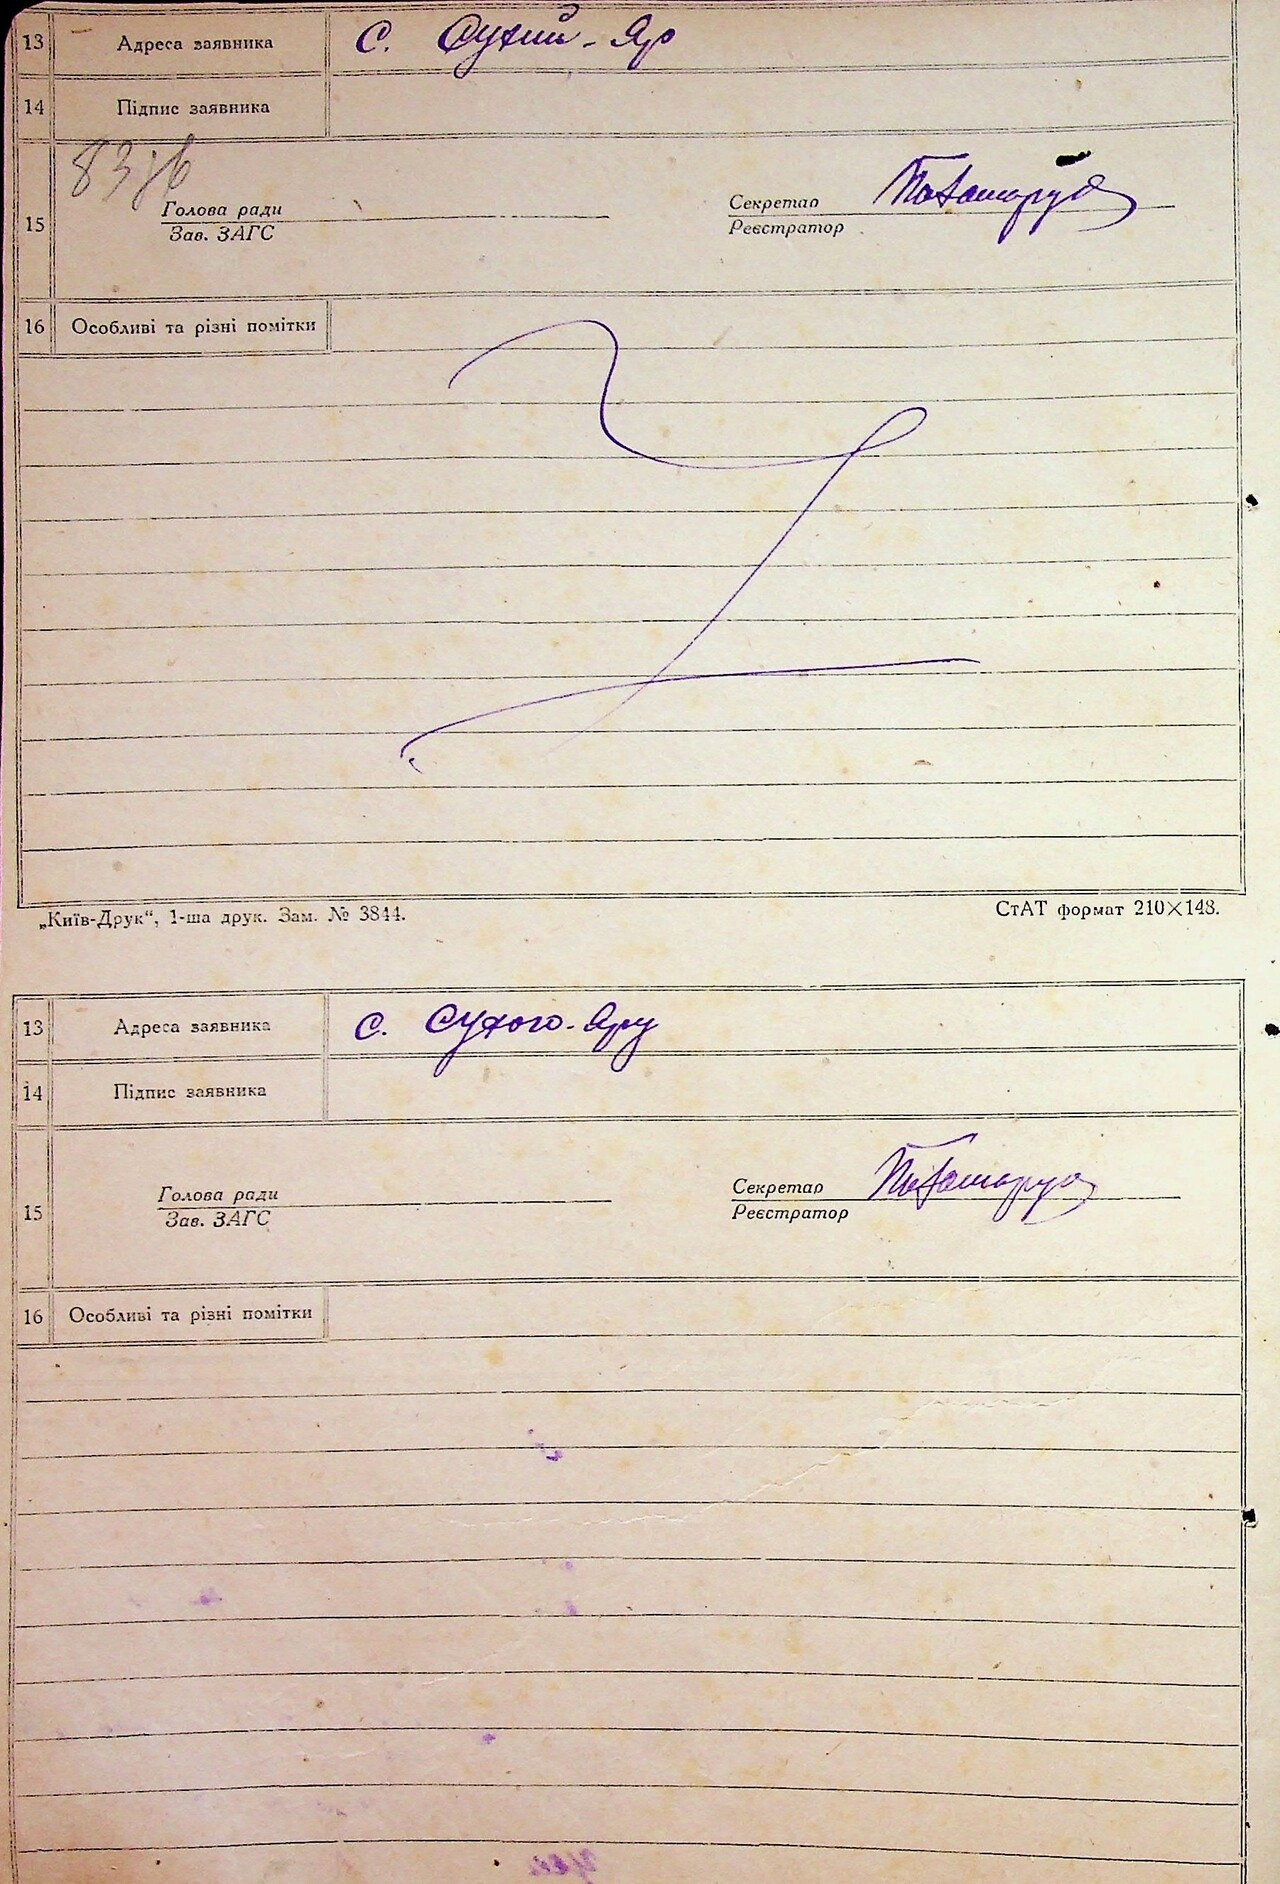 13 Адреса заявника с. Сухий-Яр
14 Підпис заявника
15 Голова ради Секретар
Зав. ЗАГС Реєстратор
16 Особливі та різні помітки
„Київ-Друк“, 1-ша друк. Зам. № 3844. СтАТ формат 210×148.
13 Адреса заявника с. Сухого-Яру
14 Підпис заявника
15 Голова ради Секретар
Зав. ЗАГС Реєстратор
16 Особливі та різні помітки